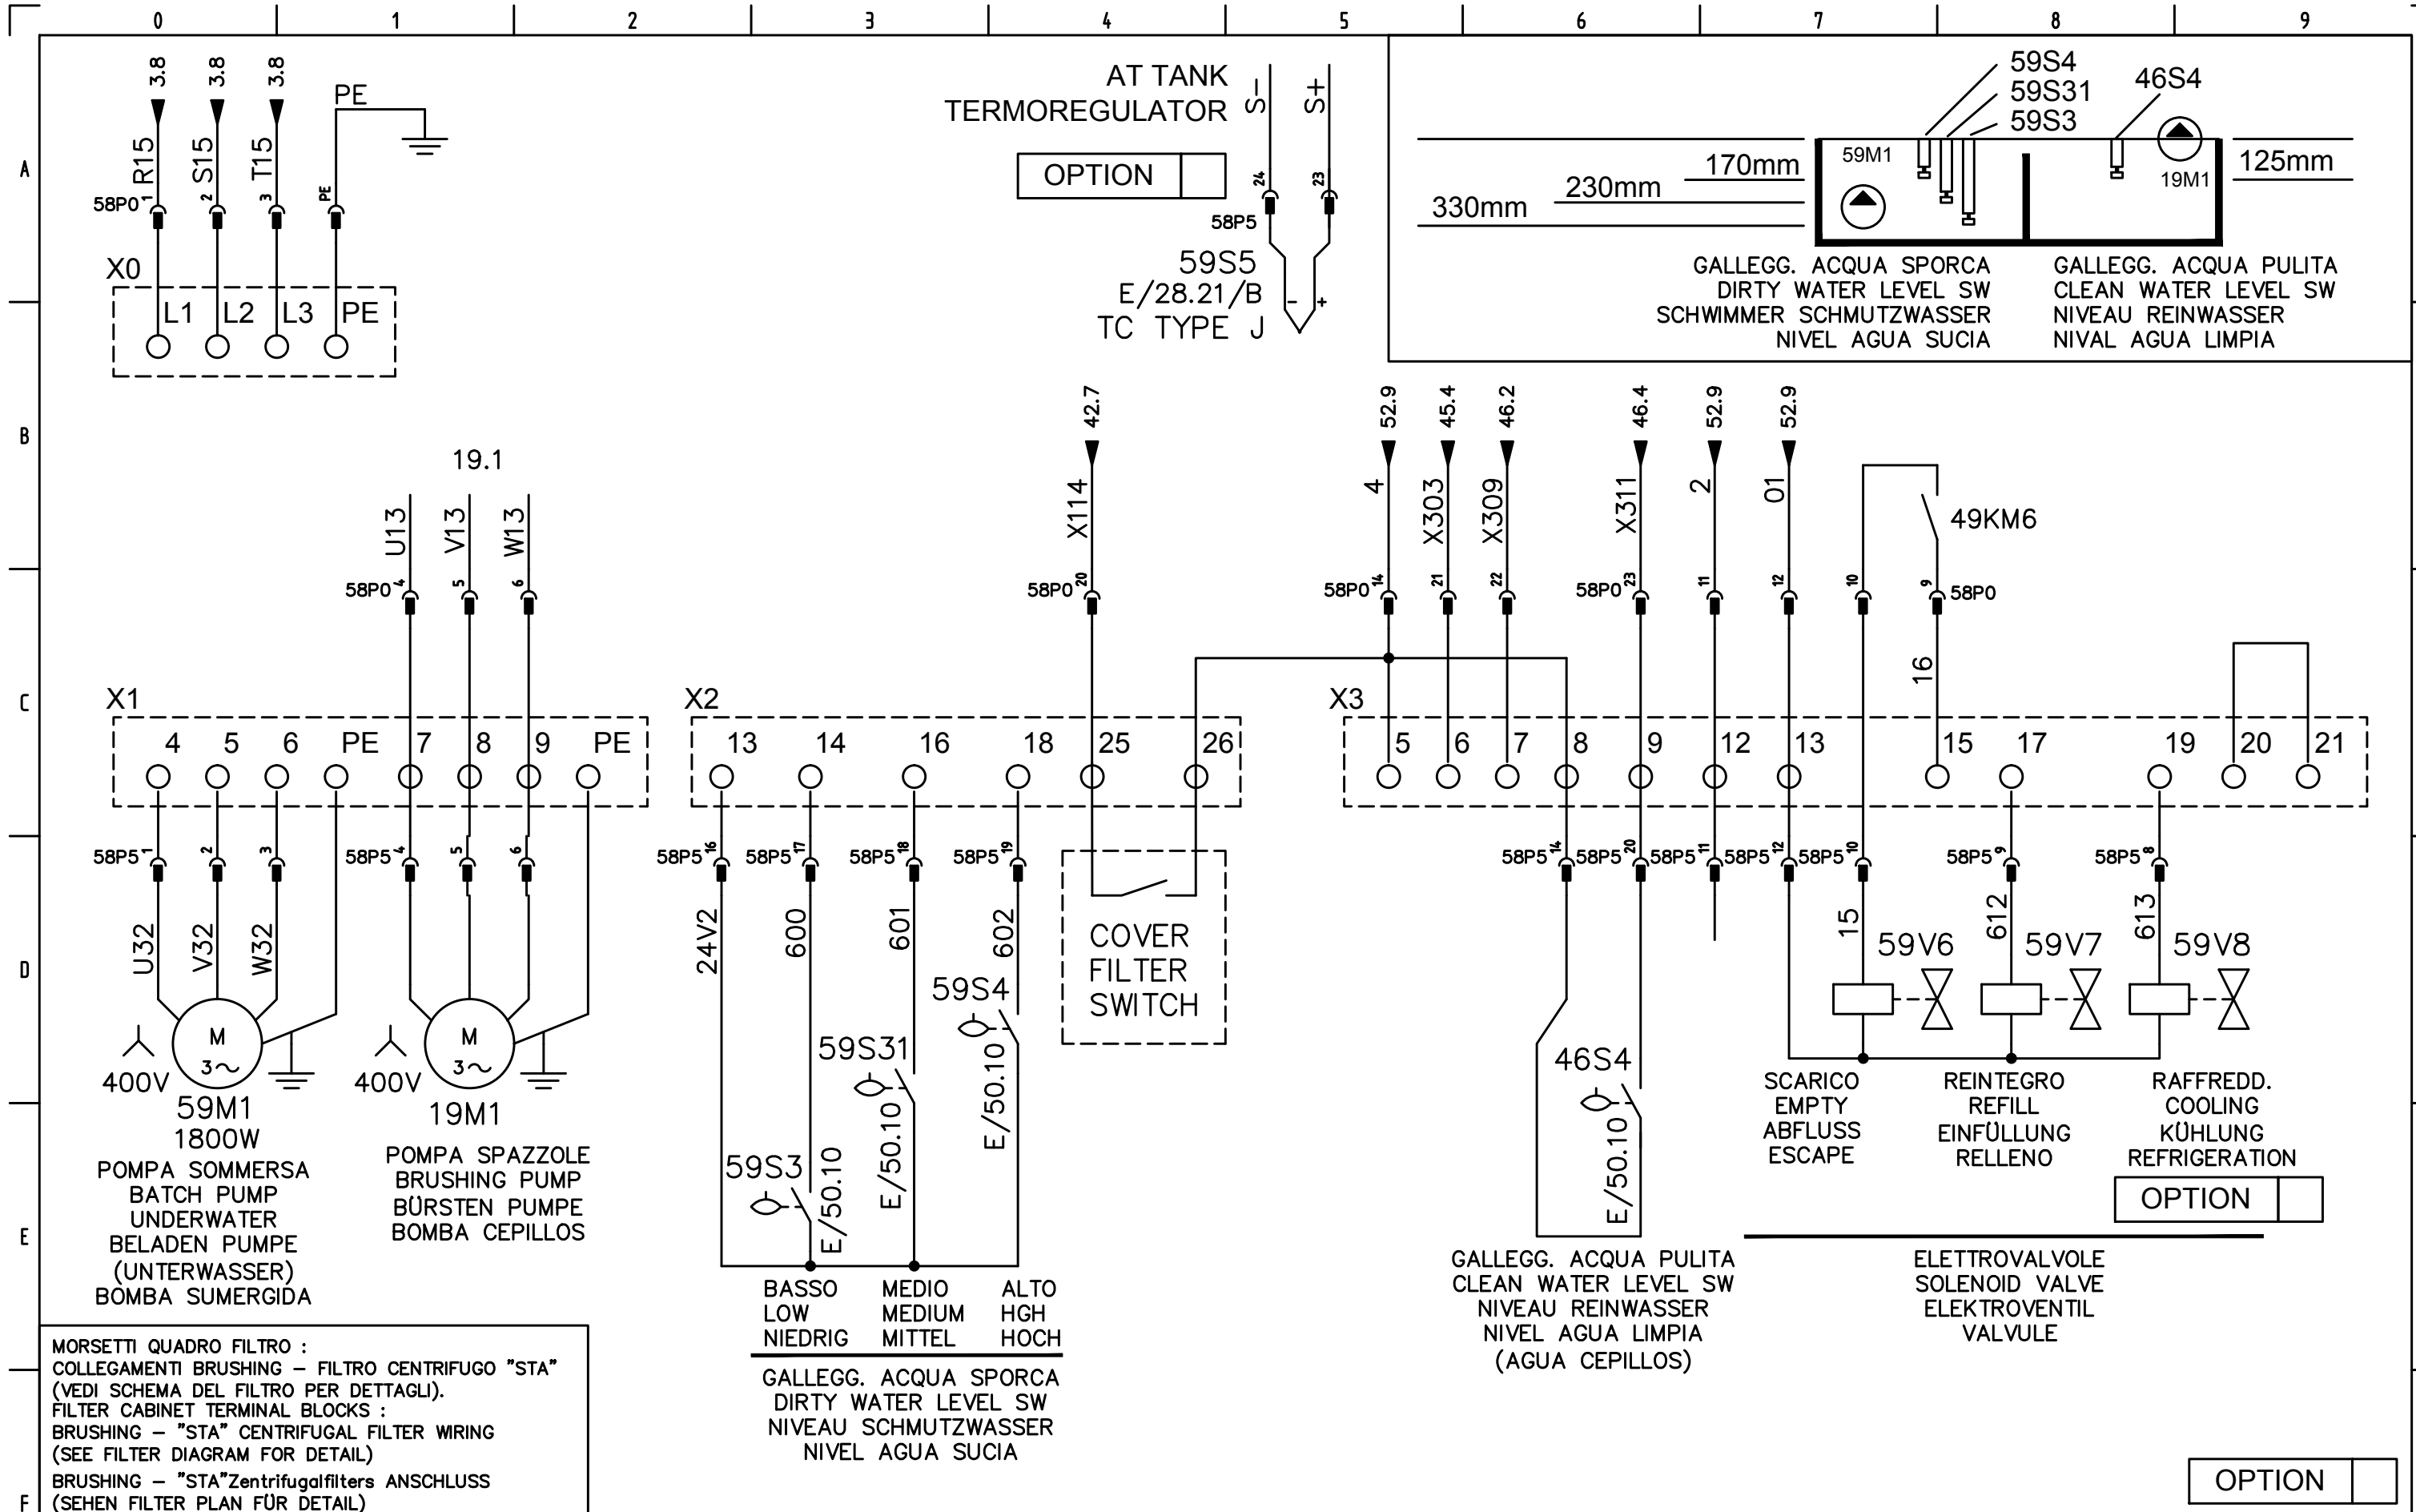 0 1 2 3 4 5 6 7 8 9
A
B
C
D
E
F
3.8 3.8 3.8
PE
R15 S15 T15
58P0 1 2 3 PE
X0
L1 L2 L3 PE
AT TANK
TERMOREGULATOR
S- S+
OPTION
24 23
58P5
59S5
E/28.21/B
TC TYPE J
- +
59S4
59S31
59S3
46S4
59M1
19M1
170mm
230mm
330mm
125mm
GALLEGG. ACQUA SPORCA
DIRTY WATER LEVEL SW
SCHWIMMER SCHMUTZWASSER
NIVEL AGUA SUCIA
GALLEGG. ACQUA PULITA
CLEAN WATER LEVEL SW
NIVEAU REINWASSER
NIVAL AGUA LIMPIA
19.1
U13 V13 W13
58P0 4 5 6
42.7
X114
58P0 20
52.9 45.4 46.2 46.4 52.9 52.9
4 X303 X309 X311 2 01
49KM6
58P0 14 21 22 58P0 23 11 12 10 9 58P0
16
X1
4 5 6 PE 7 8 9 PE
X2
13 14 16 18 25 26
X3
5 6 7 8 9 12 13 15 17 19 20 21
58P5 1 2 3 58P5 4 5 6
58P5 16 58P5 17 58P5 18 58P5 19
58P5 14 58P5 20 58P5 11 58P5 12 58P5 10 58P5 9 58P5 8
U32 V32 W32
M
3~
400V
59M1
1800W
POMPA SOMMERSA
BATCH PUMP
UNDERWATER
BELADEN PUMPE
(UNTERWASSER)
BOMBA SUMERGIDA
M
3~
400V
19M1
POMPA SPAZZOLE
BRUSHING PUMP
BÜRSTEN PUMPE
BOMBA CEPILLOS
24V2 600 601 602
59S3
E/50.10
59S31
E/50.10
59S4
E/50.10
COVER
FILTER
SWITCH
BASSO
LOW
NIEDRIG
MEDIO
MEDIUM
MITTEL
ALTO
HGH
HOCH
GALLEGG. ACQUA SPORCA
DIRTY WATER LEVEL SW
NIVEAU SCHMUTZWASSER
NIVEL AGUA SUCIA
46S4
E/50.10
GALLEGG. ACQUA PULITA
CLEAN WATER LEVEL SW
NIVEAU REINWASSER
NIVEL AGUA LIMPIA
(AGUA CEPILLOS)
15 612 613
59V6 59V7 59V8
SCARICO
EMPTY
ABFLUSS
ESCAPE
REINTEGRO
REFILL
EINFÜLLUNG
RELLENO
RAFFREDD.
COOLING
KÜHLUNG
REFRIGERATION
OPTION
ELETTROVALVOLE
SOLENOID VALVE
ELEKTROVENTIL
VALVULE
MORSETTI QUADRO FILTRO :
COLLEGAMENTI BRUSHING – FILTRO CENTRIFUGO "STA"
(VEDI SCHEMA DEL FILTRO PER DETTAGLI).
FILTER CABINET TERMINAL BLOCKS :
BRUSHING – "STA" CENTRIFUGAL FILTER WIRING
(SEE FILTER DIAGRAM FOR DETAIL)
BRUSHING – "STA"Zentrifugalfilters ANSCHLUSS
(SEHEN FILTER PLAN FÜR DETAIL)
OPTION